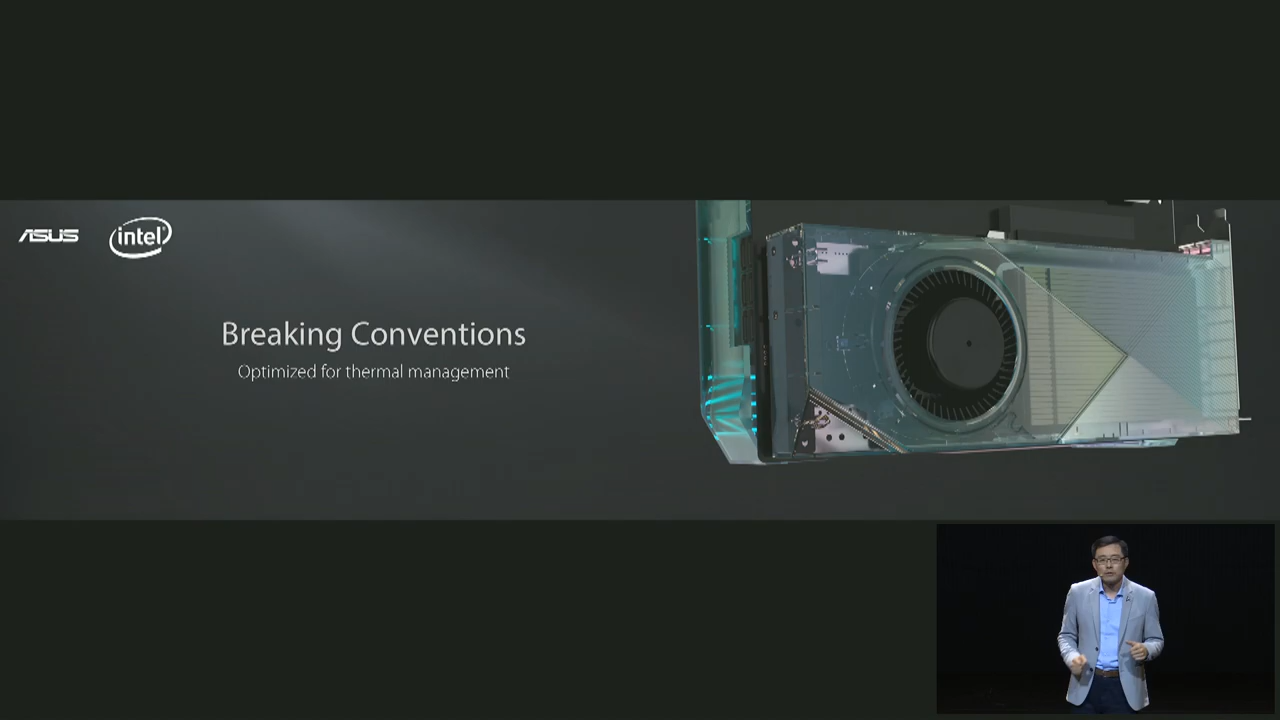 ASUS
intel
Breaking Conventions
Optimized for thermal management